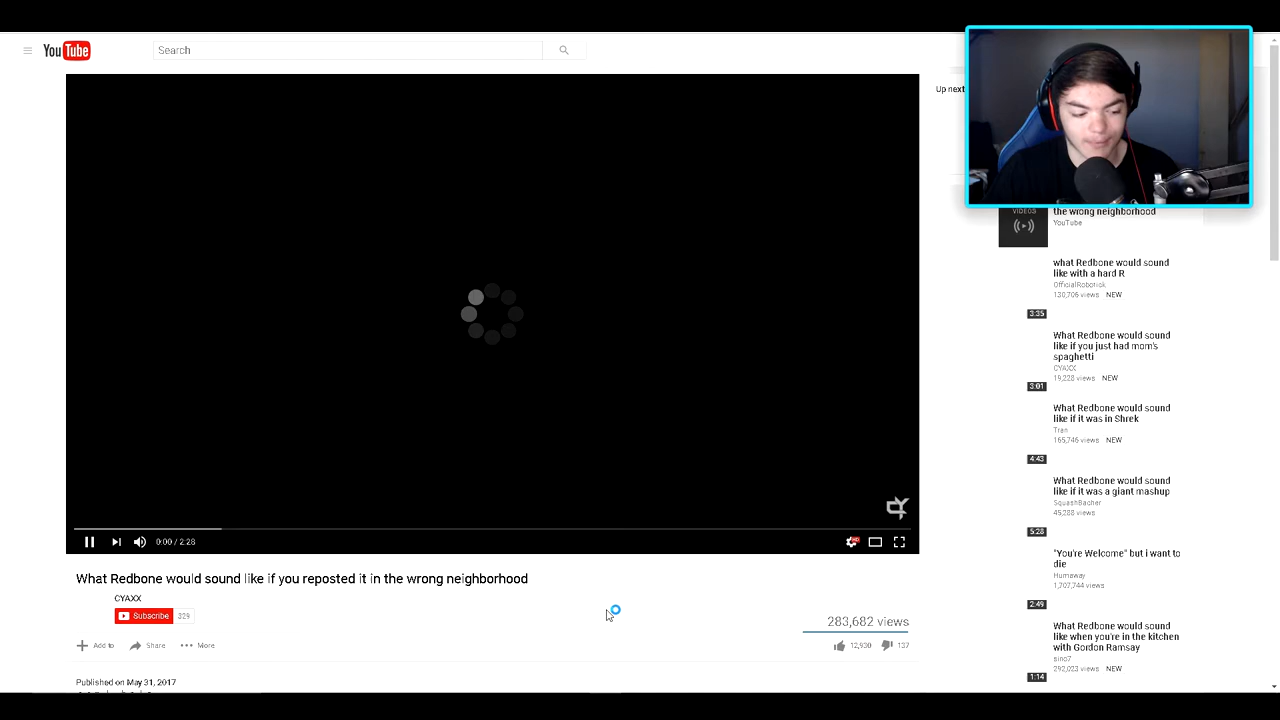 YouTube
Search
Up next
0:00 / 2:28
What Redbone would sound like if you reposted it in the wrong neighborhood
CYAXX
Subscribe 329
283,682 views
Add to Share More
12,930 137
Published on May 31, 2017
VIDEOS
the wrong neighborhood
YouTube
what Redbone would sound
like with a hard R
OfficialRobotisk
130,706 views NEW
3:35
What Redbone would sound
like if you just had mom's
spaghetti
CYAXX
19,228 views NEW
3:01
What Redbone would sound
like if it was in Shrek
Tran
165,746 views NEW
4:43
What Redbone would sound
like if it was a giant mashup
SquashBacher
45,288 views
5:28
"You're Welcome" but i want to
die
Humaway
1,707,744 views
2:49
What Redbone would sound
like when you're in the kitchen
with Gordon Ramsay
sino7
292,023 views NEW
1:14